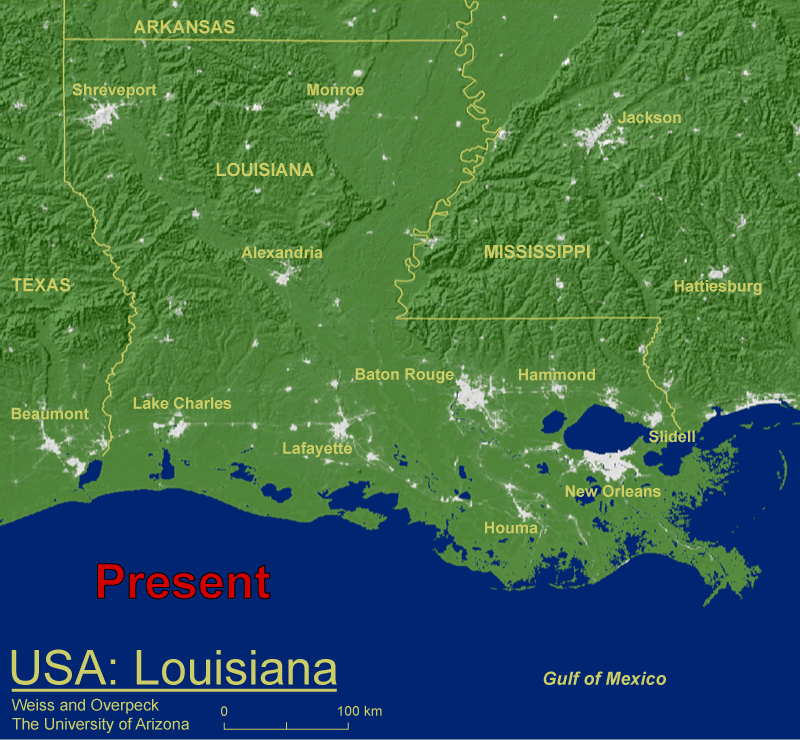 ARKANSAS
Shreveport
Monroe
Jackson
LOUISIANA
Alexandria
MISSISSIPPI
TEXAS
Hattiesburg
Baton Rouge
Hammond
Beaumont
Lake Charles
Lafayette
Slidell
New Orleans
Houma
Present
USA: Louisiana
Gulf of Mexico
Weiss and Overpeck
The University of Arizona
0 100 km